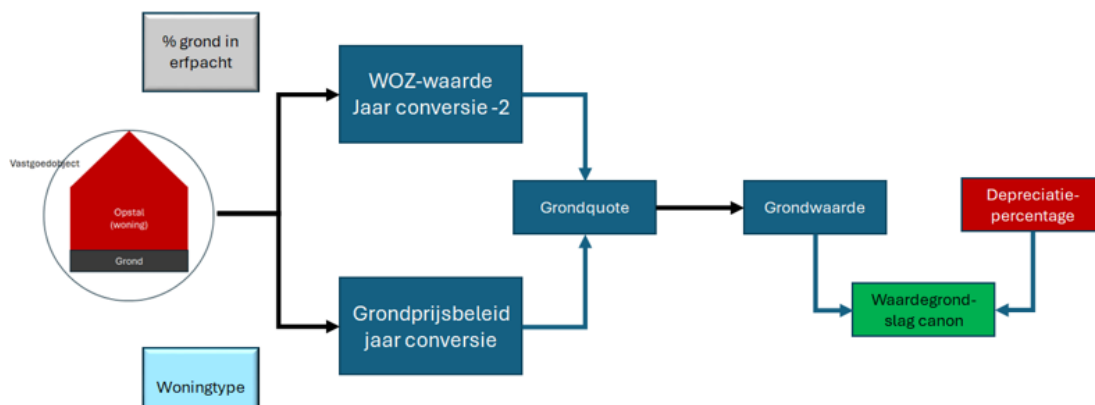 % grond in
erfpacht
WOZ-waarde
Jaar conversie -2
Vastgoedobject
Opstal
(woning)
Grond
Grondquote
Grondwaarde
Depreciatie-
percentage
Grondprijsbeleid
jaar conversie
Waardegrond-
slag canon
Woningtype